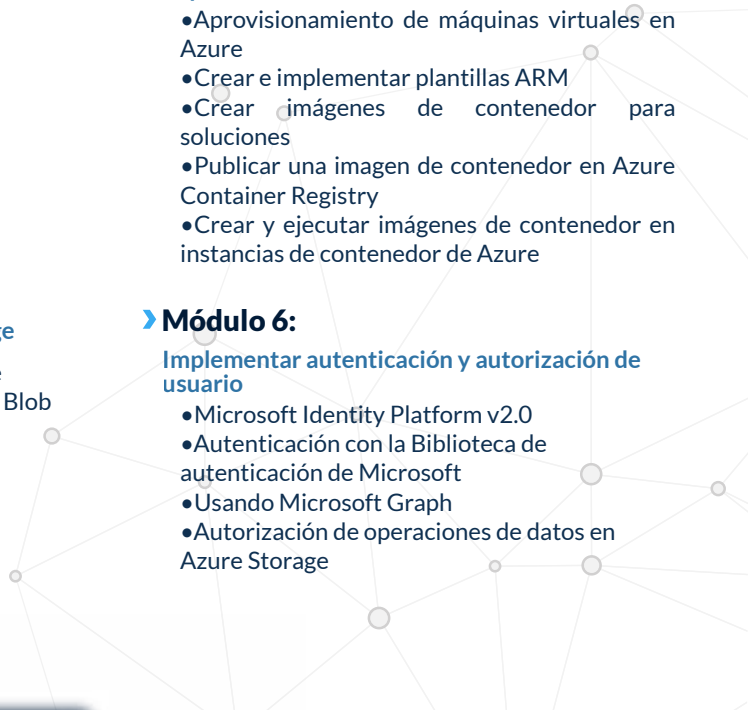 •Aprovisionamiento de máquinas virtuales en
Azure
•Crear e implementar plantillas ARM
•Crear imágenes de contenedor para
soluciones
•Publicar una imagen de contenedor en Azure
Container Registry
•Crear y ejecutar imágenes de contenedor en
instancias de contenedor de Azure
Blob
Módulo 6:
Implementar autenticación y autorización de
usuario
•Microsoft Identity Platform v2.0
•Autenticación con la Biblioteca de
autenticación de Microsoft
•Usando Microsoft Graph
•Autorización de operaciones de datos en
Azure Storage